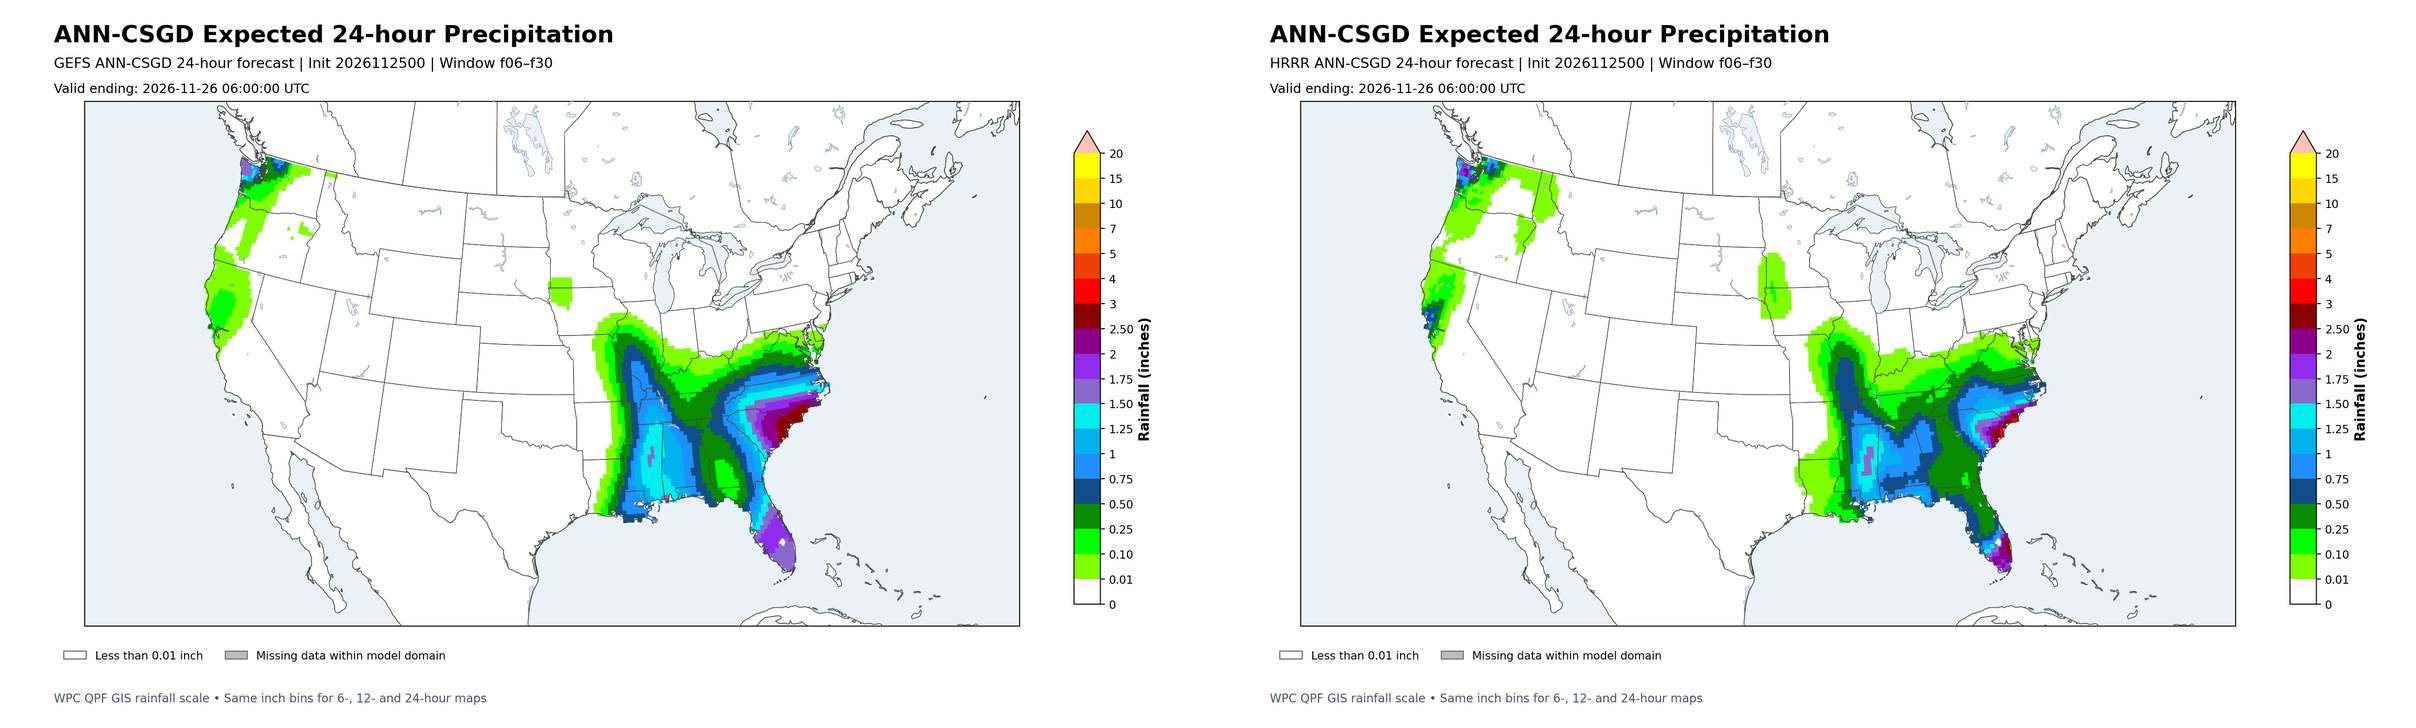 ANN-CSGD Expected 24-hour Precipitation
GEFS ANN-CSGD 24-hour forecast | Init 2026112500 | Window f06–f30
Valid ending: 2026-11-26 06:00:00 UTC
20
15
10
7
5
4
3
2.50
2
1.75
1.50
1.25
1
0.75
0.50
0.25
0.10
0.01
0
Rainfall (inches)
Less than 0.01 inch
Missing data within model domain
WPC QPF GIS rainfall scale • Same inch bins for 6-, 12- and 24-hour maps
ANN-CSGD Expected 24-hour Precipitation
HRRR ANN-CSGD 24-hour forecast | Init 2026112500 | Window f06–f30
Valid ending: 2026-11-26 06:00:00 UTC
20
15
10
7
5
4
3
2.50
2
1.75
1.50
1.25
1
0.75
0.50
0.25
0.10
0.01
0
Rainfall (inches)
Less than 0.01 inch
Missing data within model domain
WPC QPF GIS rainfall scale • Same inch bins for 6-, 12- and 24-hour maps